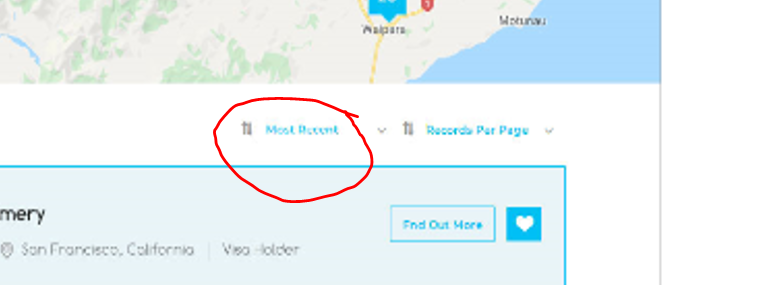 Waipara
Motunau
Most Recent
Records Per Page
mery
Find Out More
San Francisco, California
Visa Holder